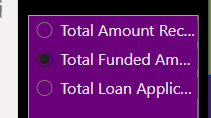 Total Amount Rec...
Total Funded Am...
Total Loan Applic...